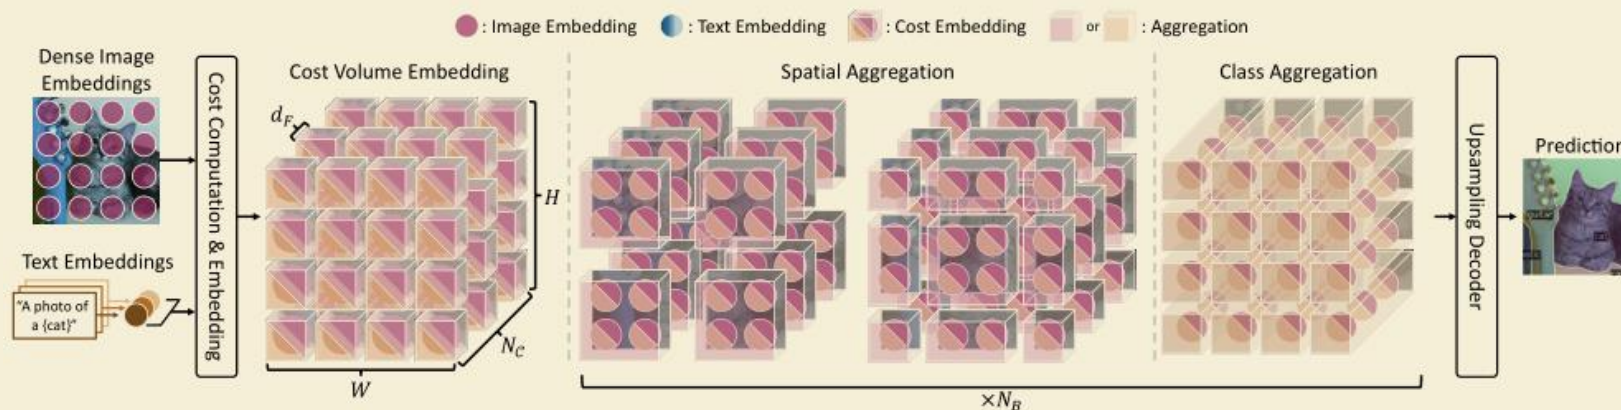 : Image Embedding : Text Embedding : Cost Embedding or : Aggregation
Dense Image
Embeddings
Cost Volume Embedding
Spatial Aggregation
Class Aggregation
Cost Computation & Embedding
d_F
H
Text Embeddings
"A photo of
a {cat}"
N_C
W
×N_B
Upsampling Decoder
Prediction